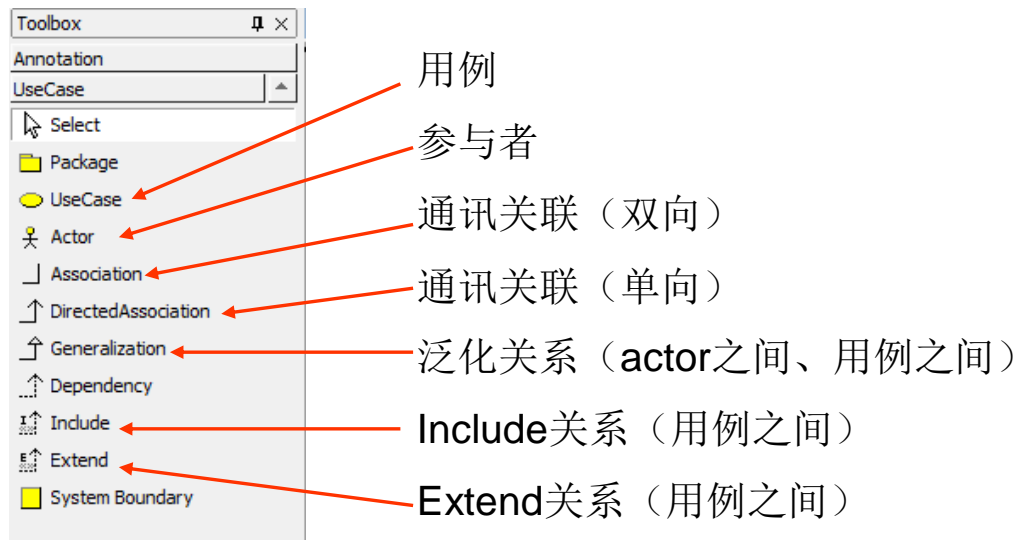 Toolbox
Annotation
UseCase
Select
Package
UseCase
Actor
Association
DirectedAssociation
Generalization
Dependency
Include
Extend
System Boundary
用例
参与者
通讯关联（双向）
通讯关联（单向）
泛化关系（actor之间、用例之间）
Include关系（用例之间）
Extend关系（用例之间）